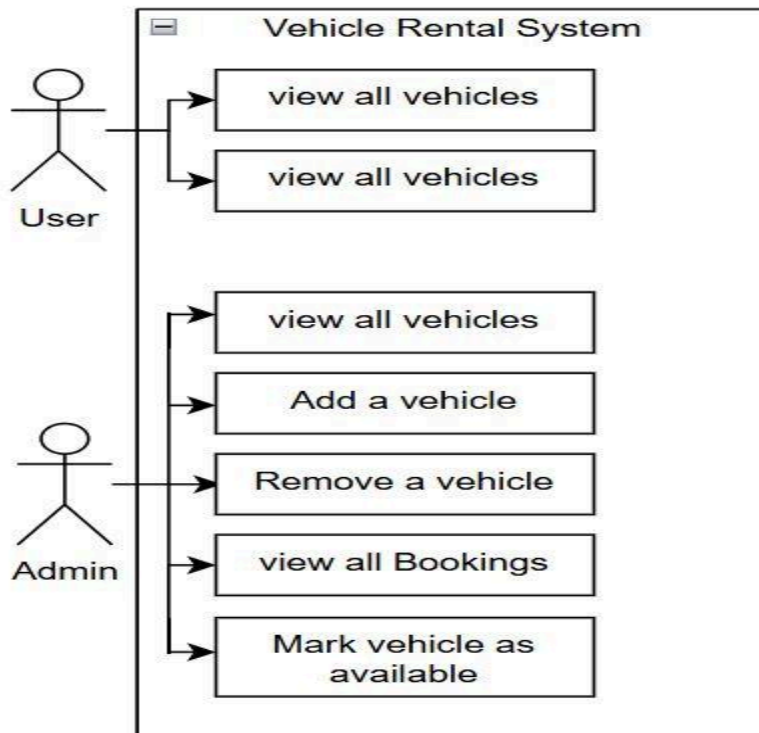 Vehicle Rental System
view all vehicles
view all vehicles
User
view all vehicles
Add a vehicle
Remove a vehicle
Admin
view all Bookings
Mark vehicle as
available